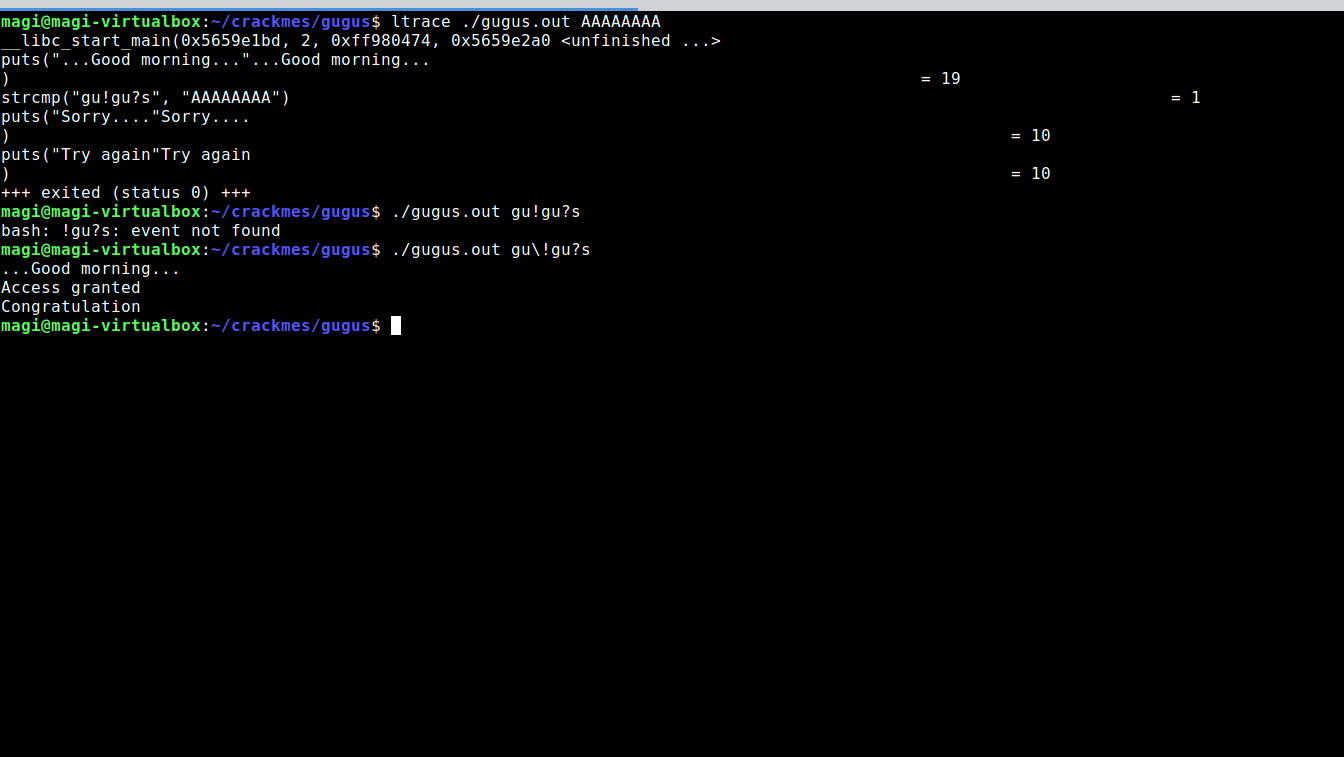 magi@magi-virtualbox:~/crackmes/gugus$ ltrace ./gugus.out AAAAAAAA
__libc_start_main(0x5659e1bd, 2, 0xff980474, 0x5659e2a0 <unfinished ...>
puts("...Good morning..."...Good morning...
) = 19
strcmp("gu!gu?s", "AAAAAAAA") = 1
puts("Sorry...."Sorry....
) = 10
puts("Try again"Try again
) = 10
+++ exited (status 0) +++
magi@magi-virtualbox:~/crackmes/gugus$ ./gugus.out gu!gu?s
bash: !gu?s: event not found
magi@magi-virtualbox:~/crackmes/gugus$ ./gugus.out gu\!gu?s
...Good morning...
Access granted
Congratulation
magi@magi-virtualbox:~/crackmes/gugus$